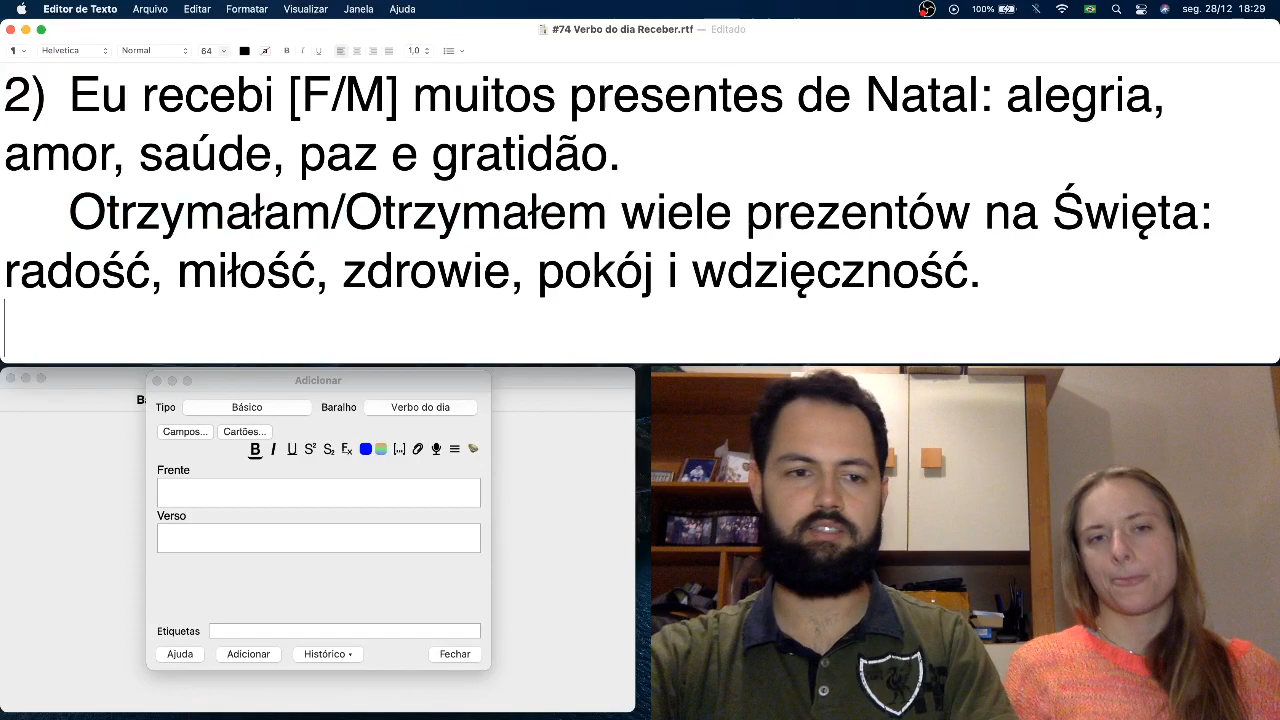 Editor de Texto Arquivo Editar Formatar Visualizar Janela Ajuda 100% seg. 28/12 18:29
#74 Verbo do dia Receber.rtf — Editado
¶ Helvetica Normal 64 B I U 1,0
2) Eu recebi [F/M] muitos presentes de Natal: alegria,
amor, saúde, paz e gratidão.
Otrzymałam/Otrzymałem wiele prezentów na Święta:
radość, miłość, zdrowie, pokój i wdzięczność.
Adicionar
Tipo Básico Baralho Verbo do dia
Campos... Cartões...
B I U S² S₂ Eₓ [...]
Frente
Verso
Etiquetas
Ajuda Adicionar Histórico ▾ Fechar